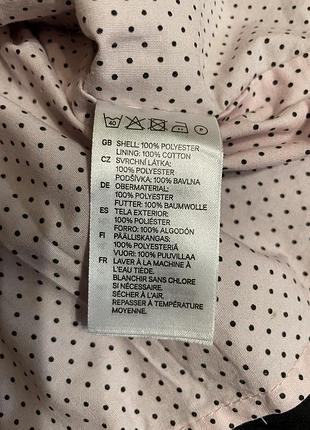 40
P
GB SHELL: 100% POLYESTER
LINING: 100% COTTON
CZ SVRCHNÍ LÁTKA:
100% POLYESTER
PODŠÍVKA: 100% BAVLNA
DE OBERMATERIAL:
100% POLYESTER
FUTTER: 100% BAUMWOLLE
ES TELA EXTERIOR:
100% POLIÉSTER
FORRO: 100% ALGODÓN
FI PÄÄLLISKANGAS:
100% POLYESTERIÄ
VUORI: 100% PUUVILLAA
FR LAVER À LA MACHINE À
L'EAU TIÈDE.
BLANCHIR SANS CHLORE
SI NÉCESSAIRE.
SÉCHER À L'AIR.
REPASSER À TEMPÉRATURE
MOYENNE.